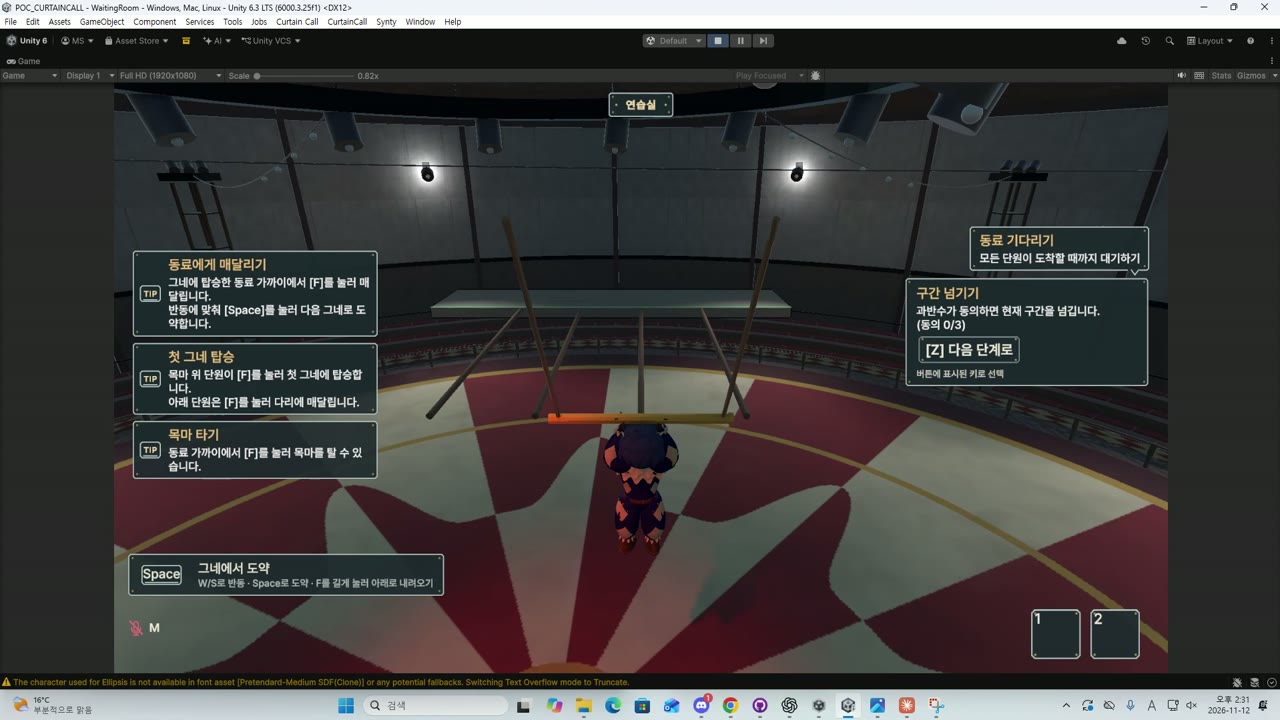 POC_CURTAINCALL - WaitingRoom - Windows, Mac, Linux - Unity 6.3 LTS (6000.3.25f1) <DX12>
File Edit Assets GameObject Component Services Tools Jobs Curtain Call CurtainCall Synty Window Help
Unity 6 MS Asset Store AI Unity VCS Default Layout
Game
Game Display 1 Full HD (1920x1080) Scale 0.82x Play Focused Stats Gizmos
연습실
동료에게 매달리기
TIP
그네에 탑승한 동료 가까이에서 [F]를 눌러 매
달립니다.
반동에 맞춰 [Space]를 눌러 다음 그네로 도
약합니다.
첫 그네 탑승
TIP
목마 위 단원이 [F]를 눌러 첫 그네에 탑승합
니다.
아래 단원은 [F]를 눌러 다리에 매달립니다.
목마 타기
TIP
동료 가까이에서 [F]를 눌러 목마를 탈 수 있
습니다.
동료 기다리기
모든 단원이 도착할 때까지 대기하기
구간 넘기기
과반수가 동의하면 현재 구간을 넘깁니다.
(동의 0/3)
[Z] 다음 단계로
버튼에 표시된 키로 선택
Space
그네에서 도약
W/S로 반동 · Space로 도약 · F를 길게 눌러 아래로 내려오기
M
1 2
The character used for Ellipsis is not available in font asset [Pretendard-Medium SDF(Clone)] or any potential fallbacks. Switching Text Overflow mode to Truncate.
16°C
부분적으로 맑음
검색
1
A
오후 2:31
2026-11-12